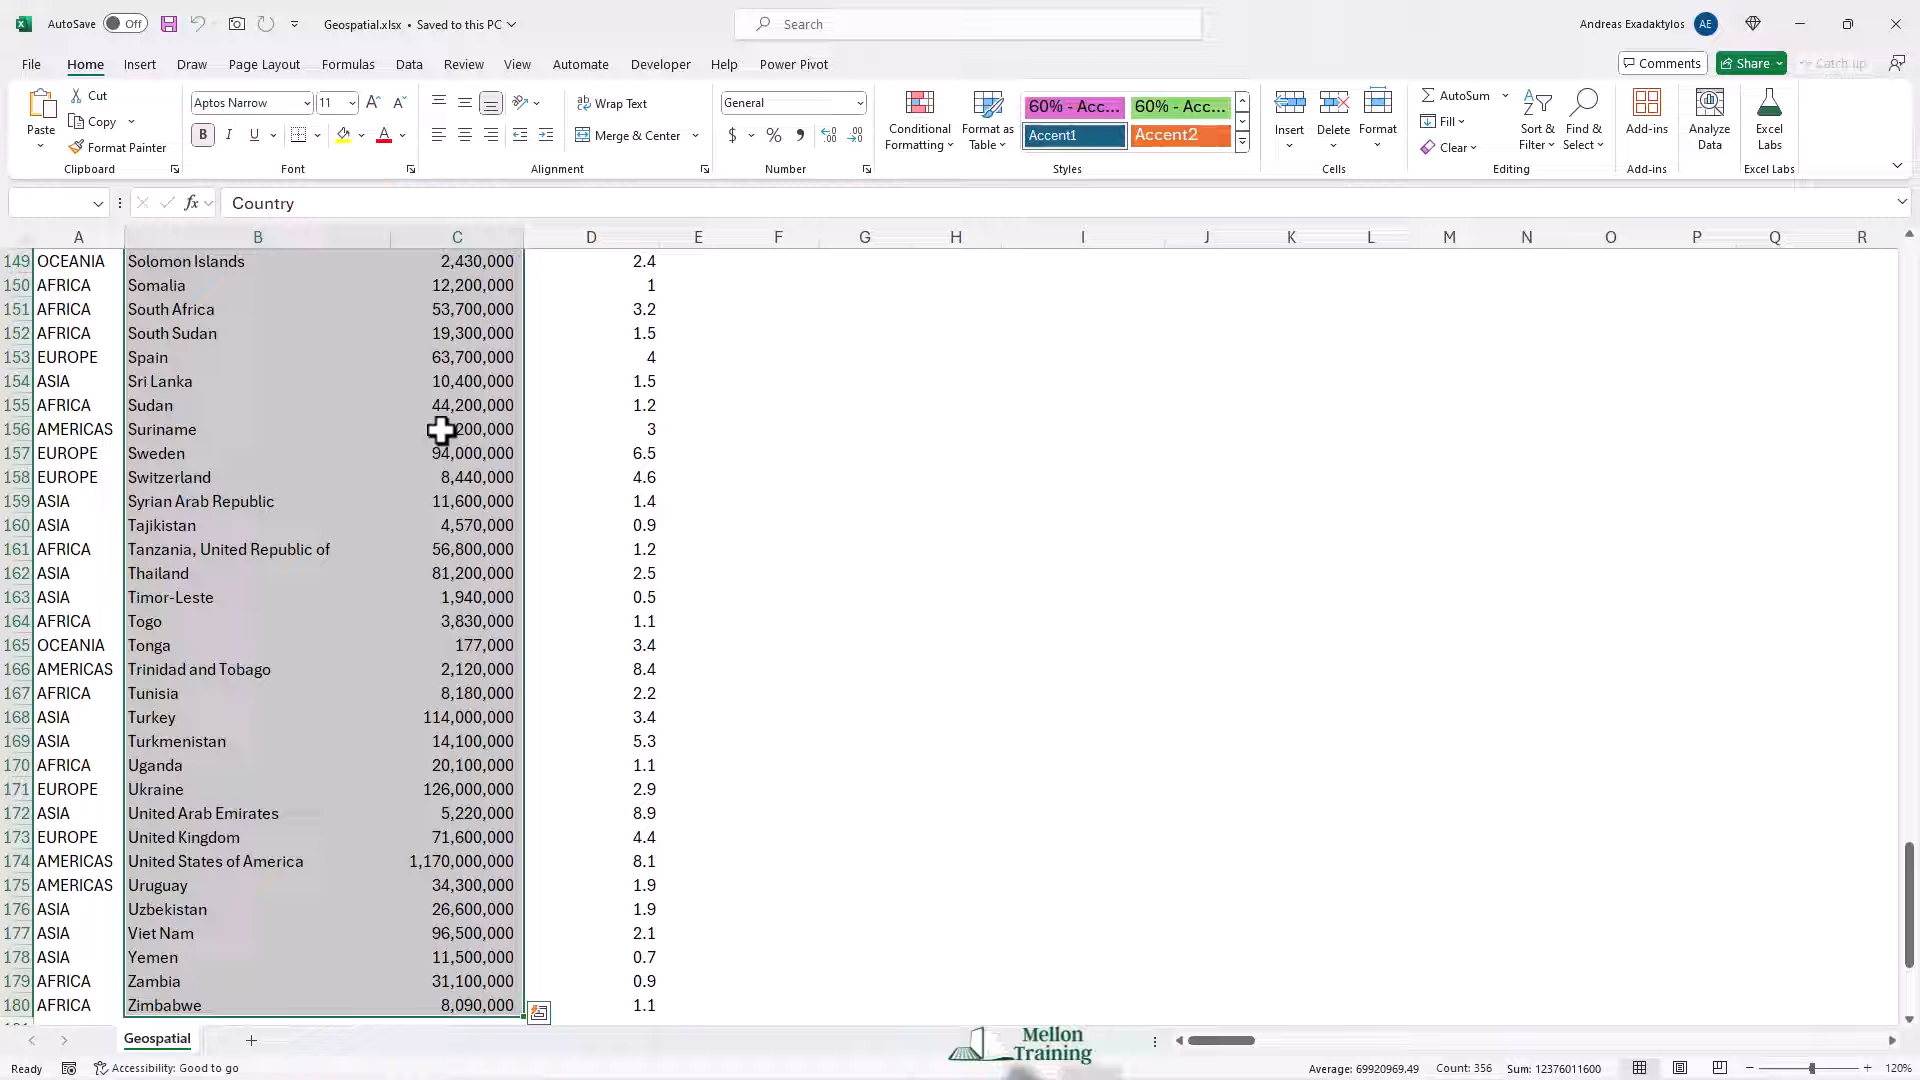 AutoSave Off Geospatial.xlsx • Saved to this PC Search Andreas Exadaktylos AE
File Home Insert Draw Page Layout Formulas Data Review View Automate Developer Help Power Pivot Comments Share Catch up
Paste Cut Copy Format Painter Clipboard
Aptos Narrow 11 B I U Font
Wrap Text Merge & Center Alignment
General $ % Number
Conditional Formatting Format as Table 60% - Acc... 60% - Acc... Accent1 Accent2 Styles
Insert Delete Format Cells
AutoSum Fill Clear Sort & Filter Find & Select Editing
Add-ins Add-ins
Analyze Data
Excel Labs Excel Labs
fx Country
A B C D E F G H I J K L M N O P Q R
149 OCEANIA Solomon Islands 2,430,000 2.4
150 AFRICA Somalia 12,200,000 1
151 AFRICA South Africa 53,700,000 3.2
152 AFRICA South Sudan 19,300,000 1.5
153 EUROPE Spain 63,700,000 4
154 ASIA Sri Lanka 10,400,000 1.5
155 AFRICA Sudan 44,200,000 1.2
156 AMERICAS Suriname 200,000 3
157 EUROPE Sweden 94,000,000 6.5
158 EUROPE Switzerland 8,440,000 4.6
159 ASIA Syrian Arab Republic 11,600,000 1.4
160 ASIA Tajikistan 4,570,000 0.9
161 AFRICA Tanzania, United Republic of 56,800,000 1.2
162 ASIA Thailand 81,200,000 2.5
163 ASIA Timor-Leste 1,940,000 0.5
164 AFRICA Togo 3,830,000 1.1
165 OCEANIA Tonga 177,000 3.4
166 AMERICAS Trinidad and Tobago 2,120,000 8.4
167 AFRICA Tunisia 8,180,000 2.2
168 ASIA Turkey 114,000,000 3.4
169 ASIA Turkmenistan 14,100,000 5.3
170 AFRICA Uganda 20,100,000 1.1
171 EUROPE Ukraine 126,000,000 2.9
172 ASIA United Arab Emirates 5,220,000 8.9
173 EUROPE United Kingdom 71,600,000 4.4
174 AMERICAS United States of America 1,170,000,000 8.1
175 AMERICAS Uruguay 34,300,000 1.9
176 ASIA Uzbekistan 26,600,000 1.9
177 ASIA Viet Nam 96,500,000 2.1
178 ASIA Yemen 11,500,000 0.7
179 AFRICA Zambia 31,100,000 0.9
180 AFRICA Zimbabwe 8,090,000 1.1
Geospatial
Mellon
Training
Ready Accessibility: Good to go Average: 69920969.49 Count: 356 Sum: 12376011600 120%